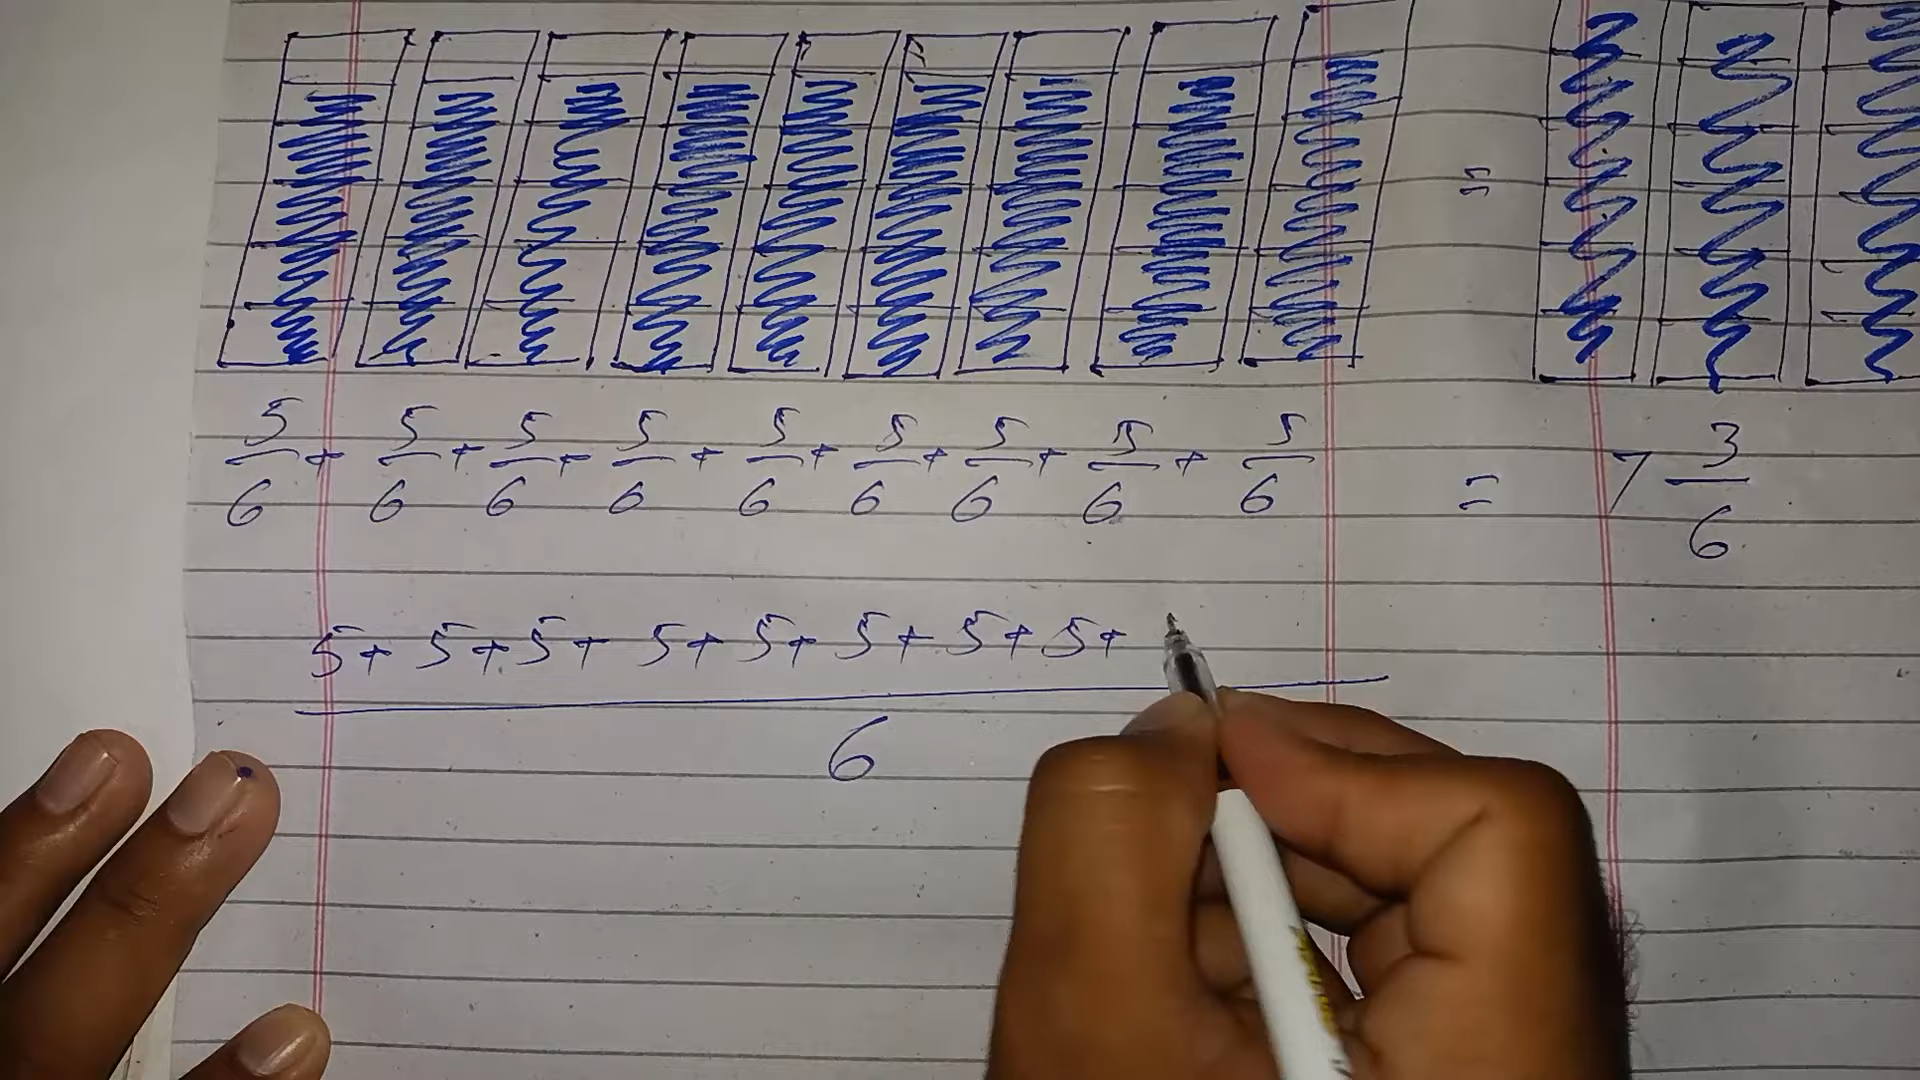 =
5/6 + 5/6 + 5/6 + 5/6 + 5/6 + 5/6 + 5/6 + 5/6 + 5/6 = 7 3/6
5+ 5+5+ 5+ 5+ 5+ 5+ 5+
6